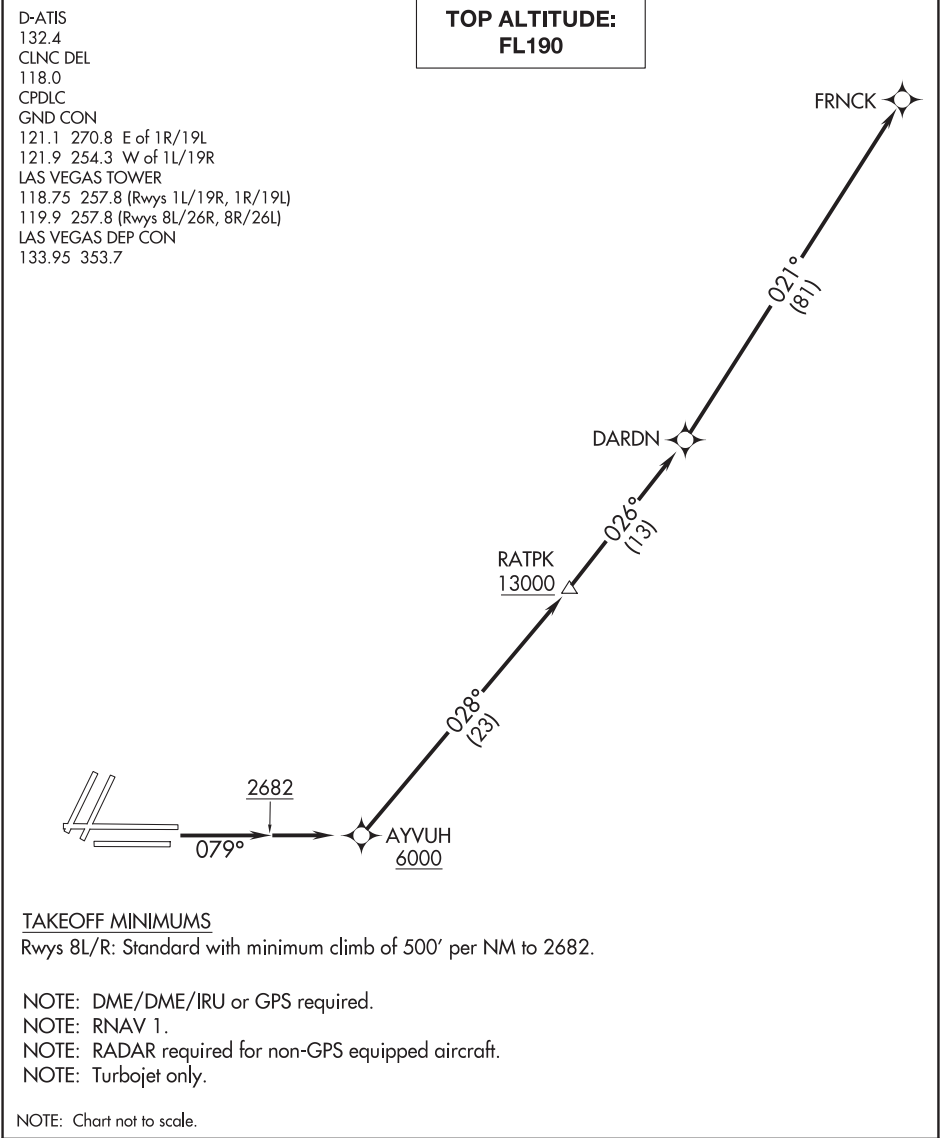 D-ATIS
132.4
CLNC DEL
118.0
CPDLC
GND CON
121.1 270.8 E of 1R/19L
121.9 254.3 W of 1L/19R
LAS VEGAS TOWER
118.75 257.8 (Rwys 1L/19R, 1R/19L)
119.9 257.8 (Rwys 8L/26R, 8R/26L)
LAS VEGAS DEP CON
133.95 353.7
TOP ALTITUDE:
FL190
FRNCK
021°
(81)
DARDN
026°
(13)
RATPK
13000
028°
(23)
2682
079°
AYVUH
6000
TAKEOFF MINIMUMS
Rwys 8L/R: Standard with minimum climb of 500' per NM to 2682.
NOTE: DME/DME/IRU or GPS required.
NOTE: RNAV 1.
NOTE: RADAR required for non-GPS equipped aircraft.
NOTE: Turbojet only.
NOTE: Chart not to scale.